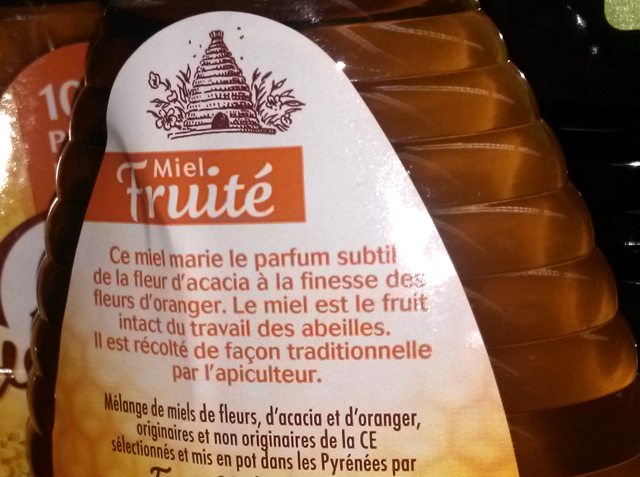 10
P
Miel
Fruité
Ce miel marie le parfum subtil
de la fleur d'acacia à la finesse des
fleurs d'oranger. Le miel est le fruit
intact du travail des abeilles.
Il est récolté de façon traditionnelle
par l'apiculteur.
Mélange de miels de fleurs, d'acacia et d'oranger,
originaires et non originaires de la CE
sélectionnés et mis en pot dans les Pyrénées par